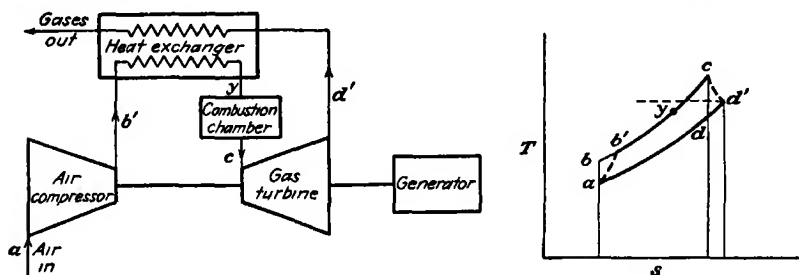 Gases
out
Heat exchanger
y
d'
b'
Combustion
chamber
c
Air
compressor
Gas
turbine
Generator
a
Air
in
c
d'
y
b'
d
b
a
T
s